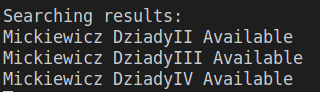 Searching results:
Mickiewicz DziadyII Available
Mickiewicz DziadyIII Available
Mickiewicz DziadyIV Available